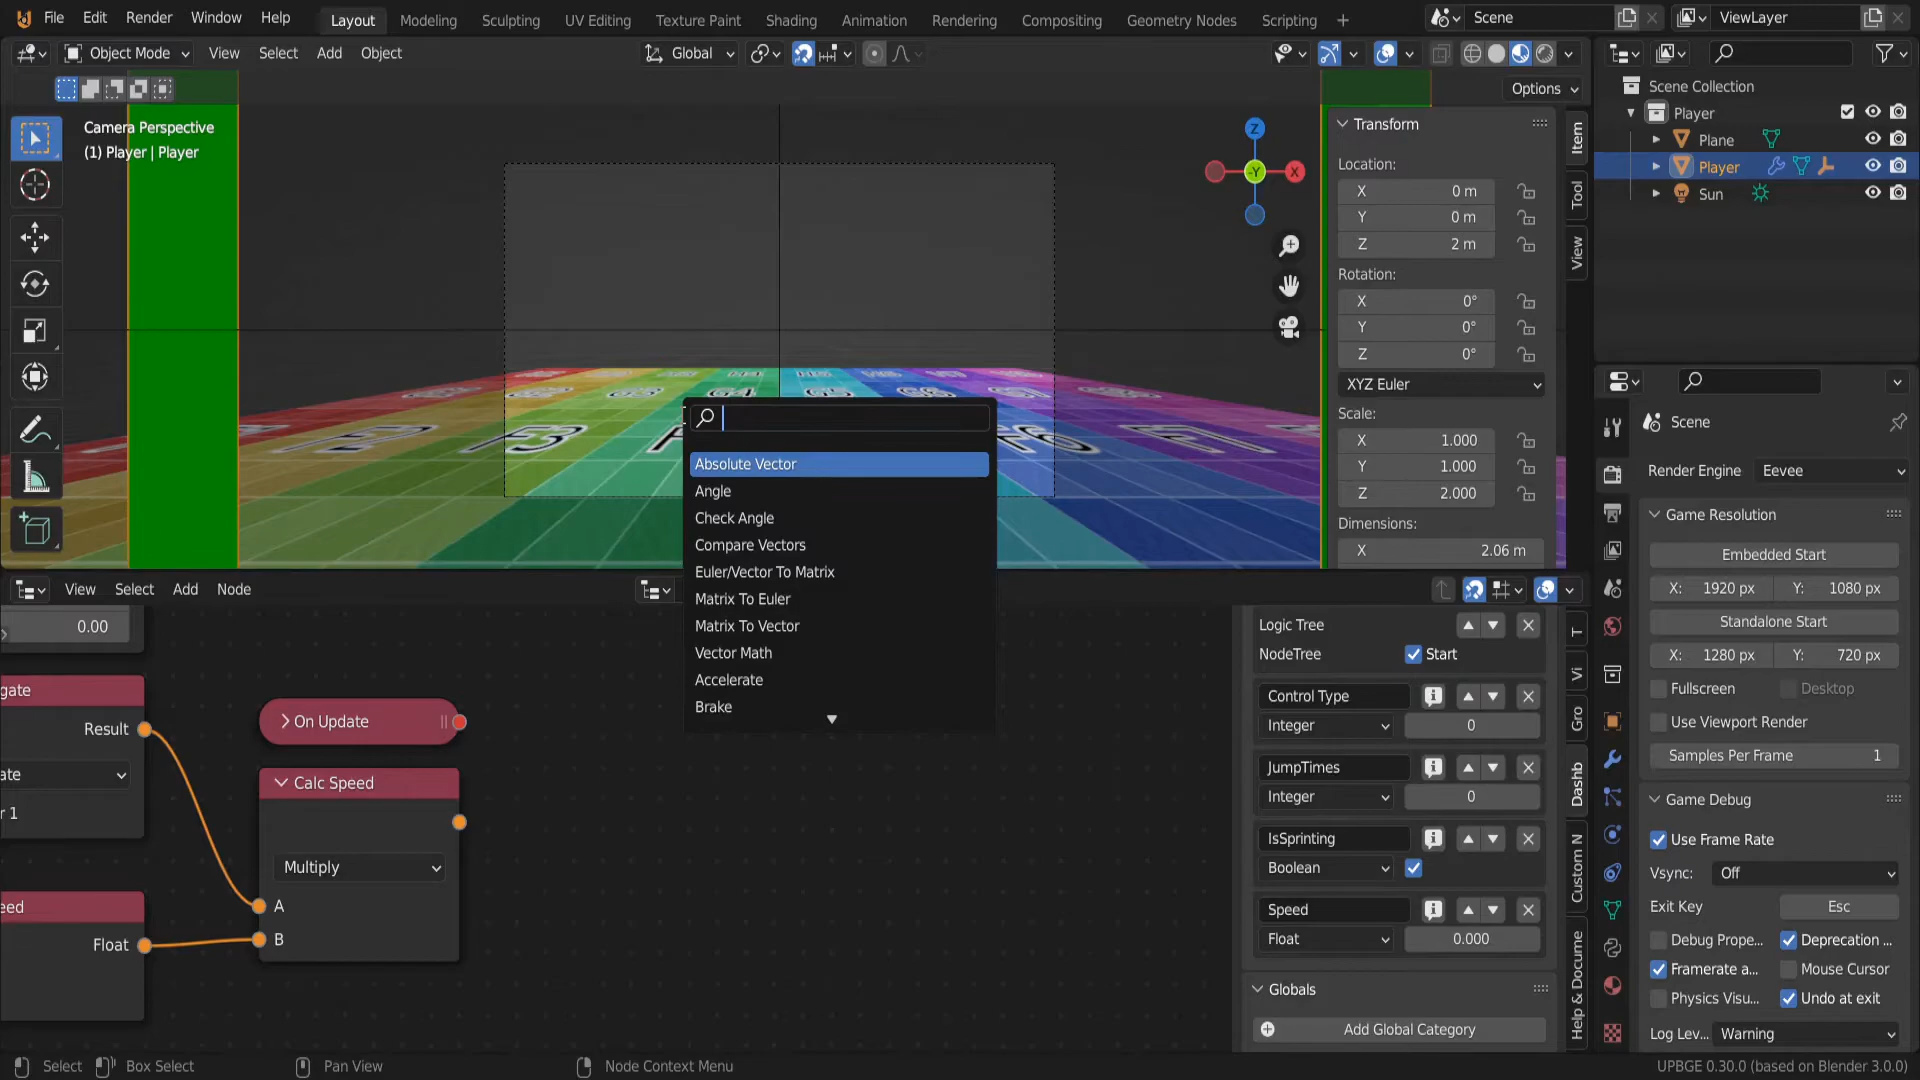 File Edit Render Window Help Layout Modeling Sculpting UV Editing Texture Paint Shading Animation Rendering Compositing Geometry Nodes Scripting + Scene ViewLayer
Object Mode View Select Add Object Global
Options
Camera Perspective
(1) Player | Player
Z
-Y
X
Transform
Location:
X 0 m
Y 0 m
Z 2 m
Rotation:
X 0°
Y 0°
Z 0°
XYZ Euler
Scale:
X 1.000
Y 1.000
Z 2.000
Dimensions:
X 2.06 m
Item
Tool
View
Scene Collection
Player
Plane
Player
Sun
F3
Absolute Vector
Angle
Check Angle
Compare Vectors
Euler/Vector To Matrix
Matrix To Euler
Matrix To Vector
Vector Math
Accelerate
Brake
View Select Add Node
0.00
gate
Result
ate
r 1
eed
Float
On Update
Calc Speed
Multiply
A
B
Logic Tree
NodeTree Start
Control Type
Integer 0
JumpTimes
Integer 0
IsSprinting
Boolean
Speed
Float 0.000
Globals
Add Global Category
T
Vi
Gro
Dashb
Custom N
Help & Docume
Scene
Render Engine Eevee
Game Resolution
Embedded Start
X: 1920 px Y: 1080 px
Standalone Start
X: 1280 px Y: 720 px
Fullscreen Desktop
Use Viewport Render
Samples Per Frame 1
Game Debug
Use Frame Rate
Vsync: Off
Exit Key Esc
Debug Prope... Deprecation ...
Framerate a... Mouse Cursor
Physics Visu... Undo at exit
Log Lev... Warning
Select Box Select Pan View Node Context Menu UPBGE 0.30.0 (based on Blender 3.0.0)